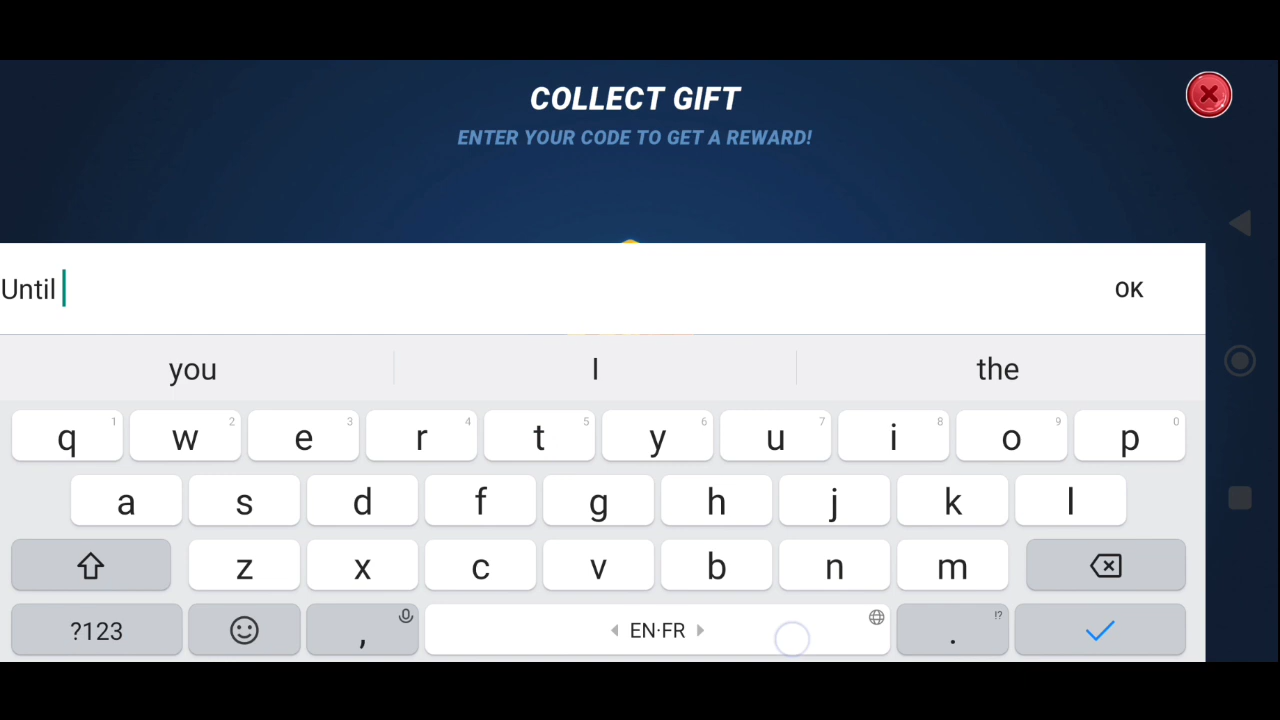 COLLECT GIFT
ENTER YOUR CODE TO GET A REWARD!
Until
OK
you I the
q 1 w 2 e 3 r 4 t 5 y 6 u 7 i 8 o 9 p 0
a s d f g h j k l
z x c v b n m
?123 , EN·FR . !?